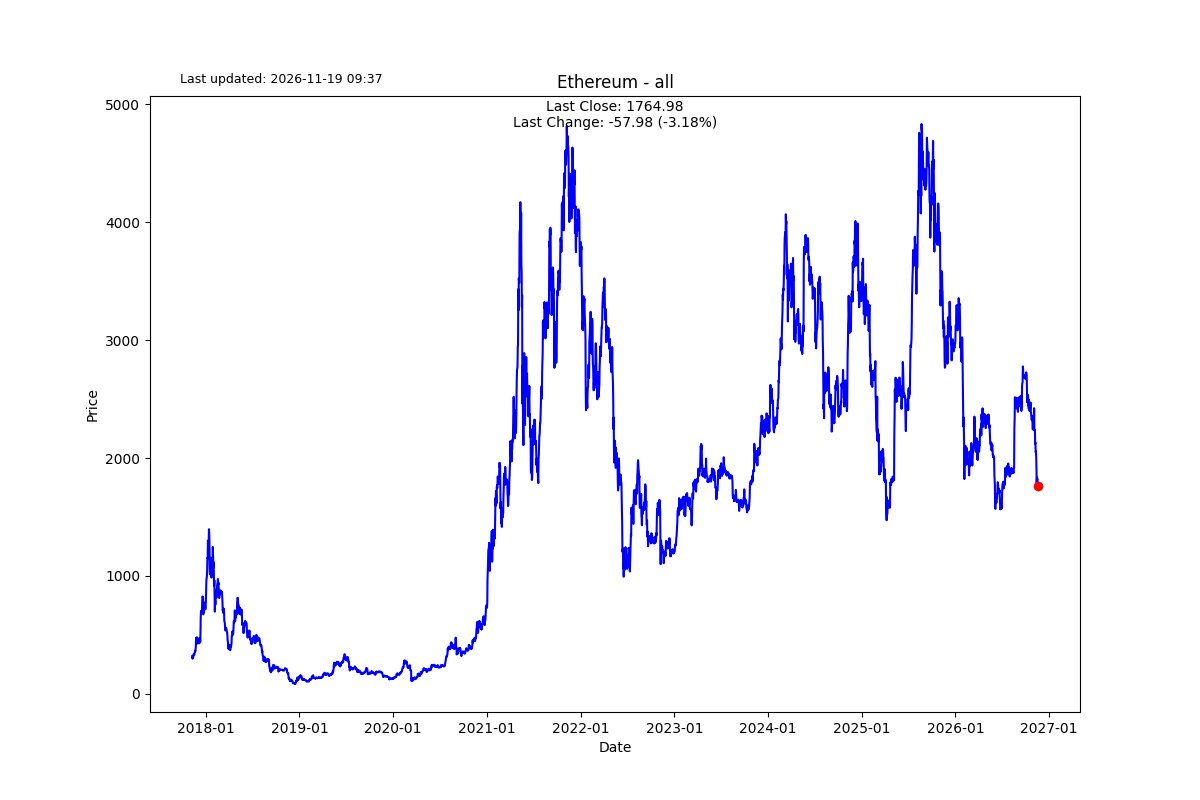 Last updated: 2026-11-19 09:37
Ethereum - all
Last Close: 1764.98
Last Change: -57.98 (-3.18%)
5000
4000
3000
2000
1000
0
Price
2018-01 2019-01 2020-01 2021-01 2022-01 2023-01 2024-01 2025-01 2026-01 2027-01
Date